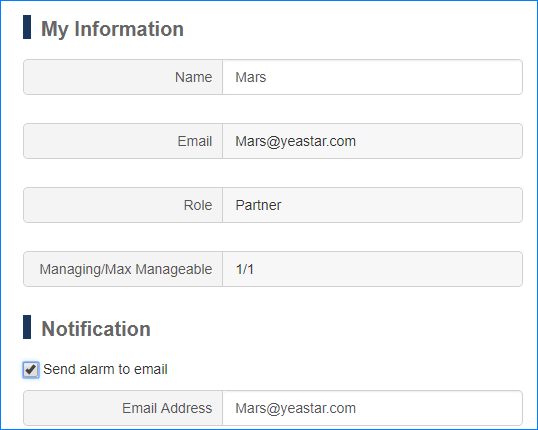 My Information
Name Mars
Email Mars@yeastar.com
Role Partner
Managing/Max Manageable 1/1
Notification
Send alarm to email
Email Address Mars@yeastar.com